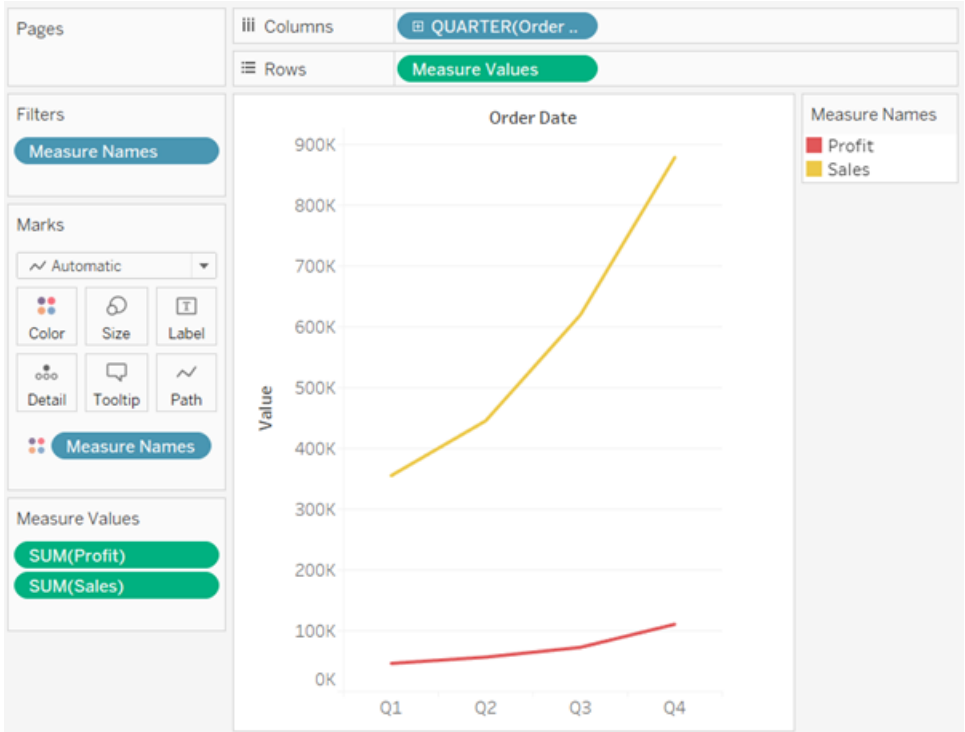 Pages
Columns
QUARTER(Order ..
Rows
Measure Values
Filters
Measure Names
Marks
Automatic
Color
Size
Label
Detail
Tooltip
Path
Measure Names
Measure Values
SUM(Profit)
SUM(Sales)
Order Date
900K
800K
700K
600K
500K
400K
300K
200K
100K
0K
Value
Q1 Q2 Q3 Q4
Measure Names
Profit
Sales